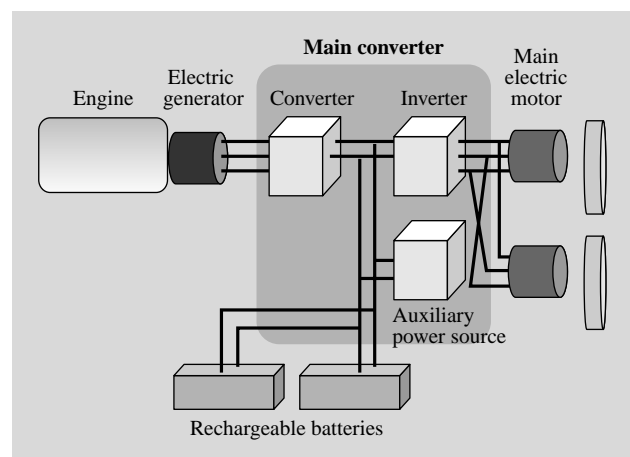 Main converter
Engine
Electric
generator
Converter
Inverter
Main
electric
motor
Auxiliary
power source
Rechargeable batteries